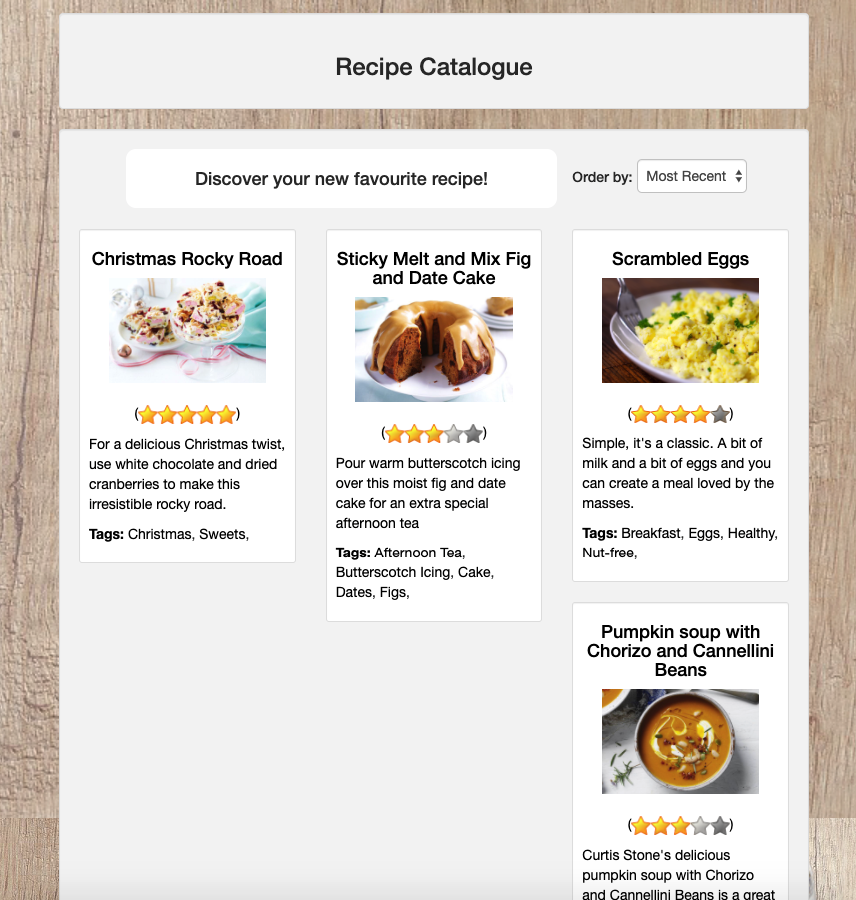 Recipe Catalogue
Discover your new favourite recipe!
Order by: Most Recent
Christmas Rocky Road
(
)
For a delicious Christmas twist,
use white chocolate and dried
cranberries to make this
irresistible rocky road.
Tags: Christmas, Sweets,
Sticky Melt and Mix Fig
and Date Cake
(
)
Pour warm butterscotch icing
over this moist fig and date
cake for an extra special
afternoon tea
Tags: Afternoon Tea,
Butterscotch Icing, Cake,
Dates, Figs,
Scrambled Eggs
(
)
Simple, it's a classic. A bit of
milk and a bit of eggs and you
can create a meal loved by the
masses.
Tags: Breakfast, Eggs, Healthy,
Nut-free,
Pumpkin soup with
Chorizo and Cannellini
Beans
(
)
Curtis Stone's delicious
pumpkin soup with Chorizo
and Cannellini Beans is a great